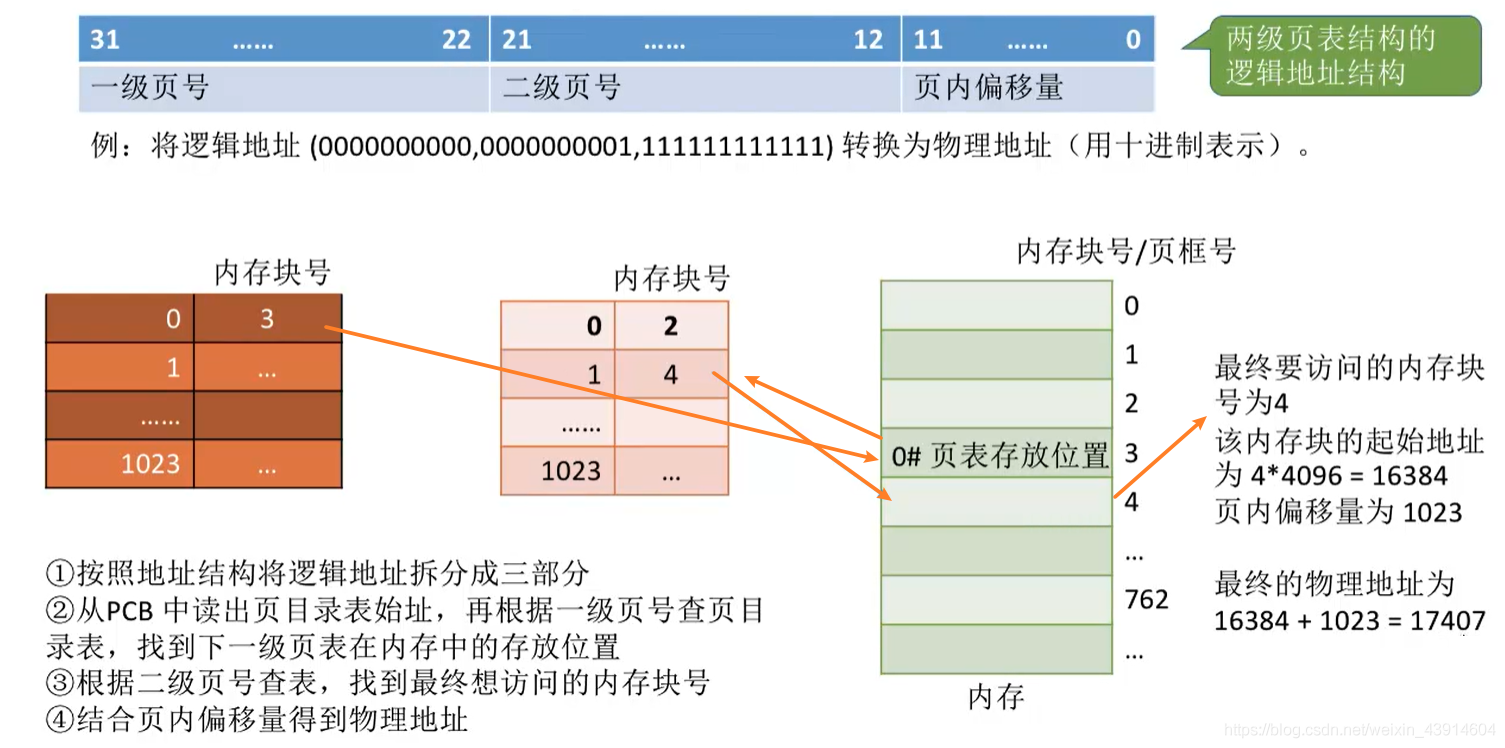 31 …… 22 21 …… 12 11 …… 0
一级页号 二级页号 页内偏移量
两级页表结构的
逻辑地址结构
例：将逻辑地址 (0000000000,0000000001,111111111111) 转换为物理地址（用十进制表示）。
内存块号
0 3
1 …
……
1023 …
内存块号
0 2
1 4
……
1023 …
内存块号/页框号
0
1
2
0# 页表存放位置 3
4
…
762
…
内存
最终要访问的内存块
号为4
该内存块的起始地址
为 4*4096 = 16384
页内偏移量为 1023
最终的物理地址为
16384 + 1023 = 17407
①按照地址结构将逻辑地址拆分成三部分
②从PCB 中读出页目录表始址，再根据一级页号查页目
录表，找到下一级页表在内存中的存放位置
③根据二级页号查表，找到最终想访问的内存块号
④结合页内偏移量得到物理地址
https://blog.csdn.net/weixin_43914604